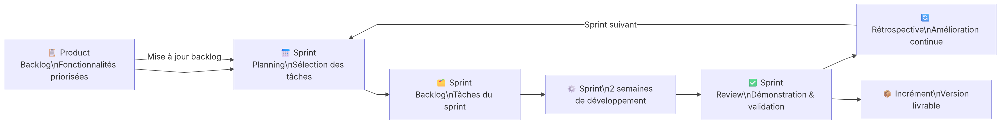 📋 Product
Backlog\nFonctionnalités
priorisées
Mise à jour backlog
📅 Sprint
Planning\nSélection des
tâches
Sprint suivant
🗂️ Sprint
Backlog\nTâches du
sprint
⚙️ Sprint\n2 semaines
de développement
✅ Sprint
Review\nDémonstration &
validation
🔄
Rétrospective\nAmélioration
continue
📦 Incrément\nVersion
livrable